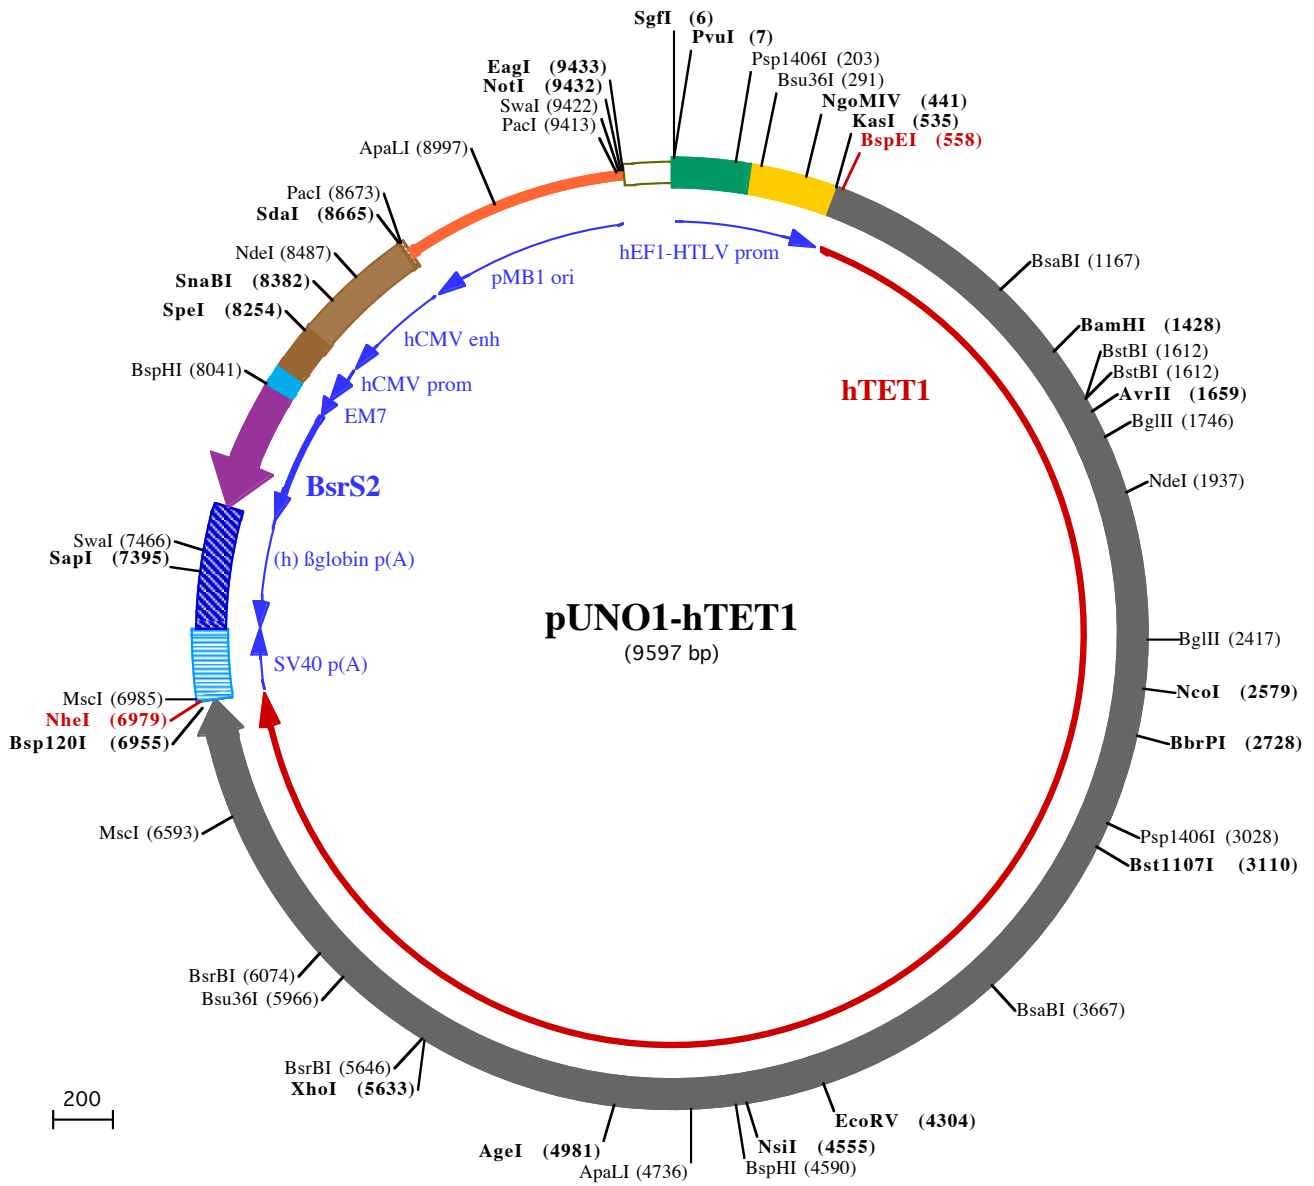 SgfI (6)
PvuI (7)
Psp1406I (203)
Bsu36I (291)
NgoMIV (441)
KasI (535)
BspEI (558)
EagI (9433)
NotI (9432)
SwaI (9422)
PacI (9413)
ApaLI (8997)
PacI (8673)
SdaI (8665)
NdeI (8487)
SnaBI (8382)
SpeI (8254)
BspHI (8041)
hEF1-HTLV prom
pMB1 ori
hCMV enh
hCMV prom
EM7
BsrS2
(h) ßglobin p(A)
SV40 p(A)
hTET1
BsaBI (1167)
BamHI (1428)
BstBI (1612)
BstBI (1612)
AvrII (1659)
BglII (1746)
NdeI (1937)
SwaI (7466)
SapI (7395)
pUNO1-hTET1
(9597 bp)
BglII (2417)
NcoI (2579)
BbrPI (2728)
MscI (6985)
NheI (6979)
Bsp120I (6955)
MscI (6593)
Psp1406I (3028)
Bst1107I (3110)
BsrBI (6074)
Bsu36I (5966)
BsaBI (3667)
BsrBI (5646)
XhoI (5633)
200
EcoRV (4304)
NsiI (4555)
BspHI (4590)
AgeI (4981)
ApaLI (4736)